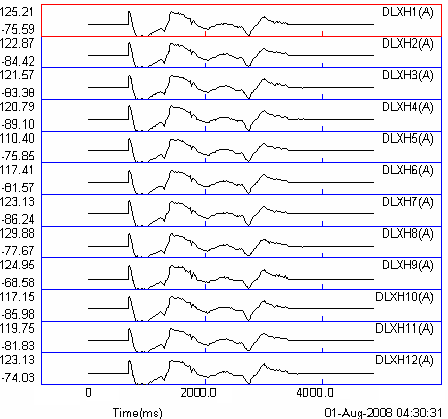 125.21 DLXH1(A)
-75.59
122.87 DLXH2(A)
-84.42
121.57 DLXH3(A)
-83.38
120.79 DLXH4(A)
-89.10
110.40 DLXH5(A)
-75.85
117.41 DLXH6(A)
-81.57
123.13 DLXH7(A)
-86.24
129.88 DLXH8(A)
-77.67
124.95 DLXH9(A)
-68.58
117.15 DLXH10(A)
-85.98
119.75 DLXH11(A)
-81.83
123.13 DLXH12(A)
-74.03
0 2000.0 4000.0
Time(ms) 01-Aug-2008 04:30:31